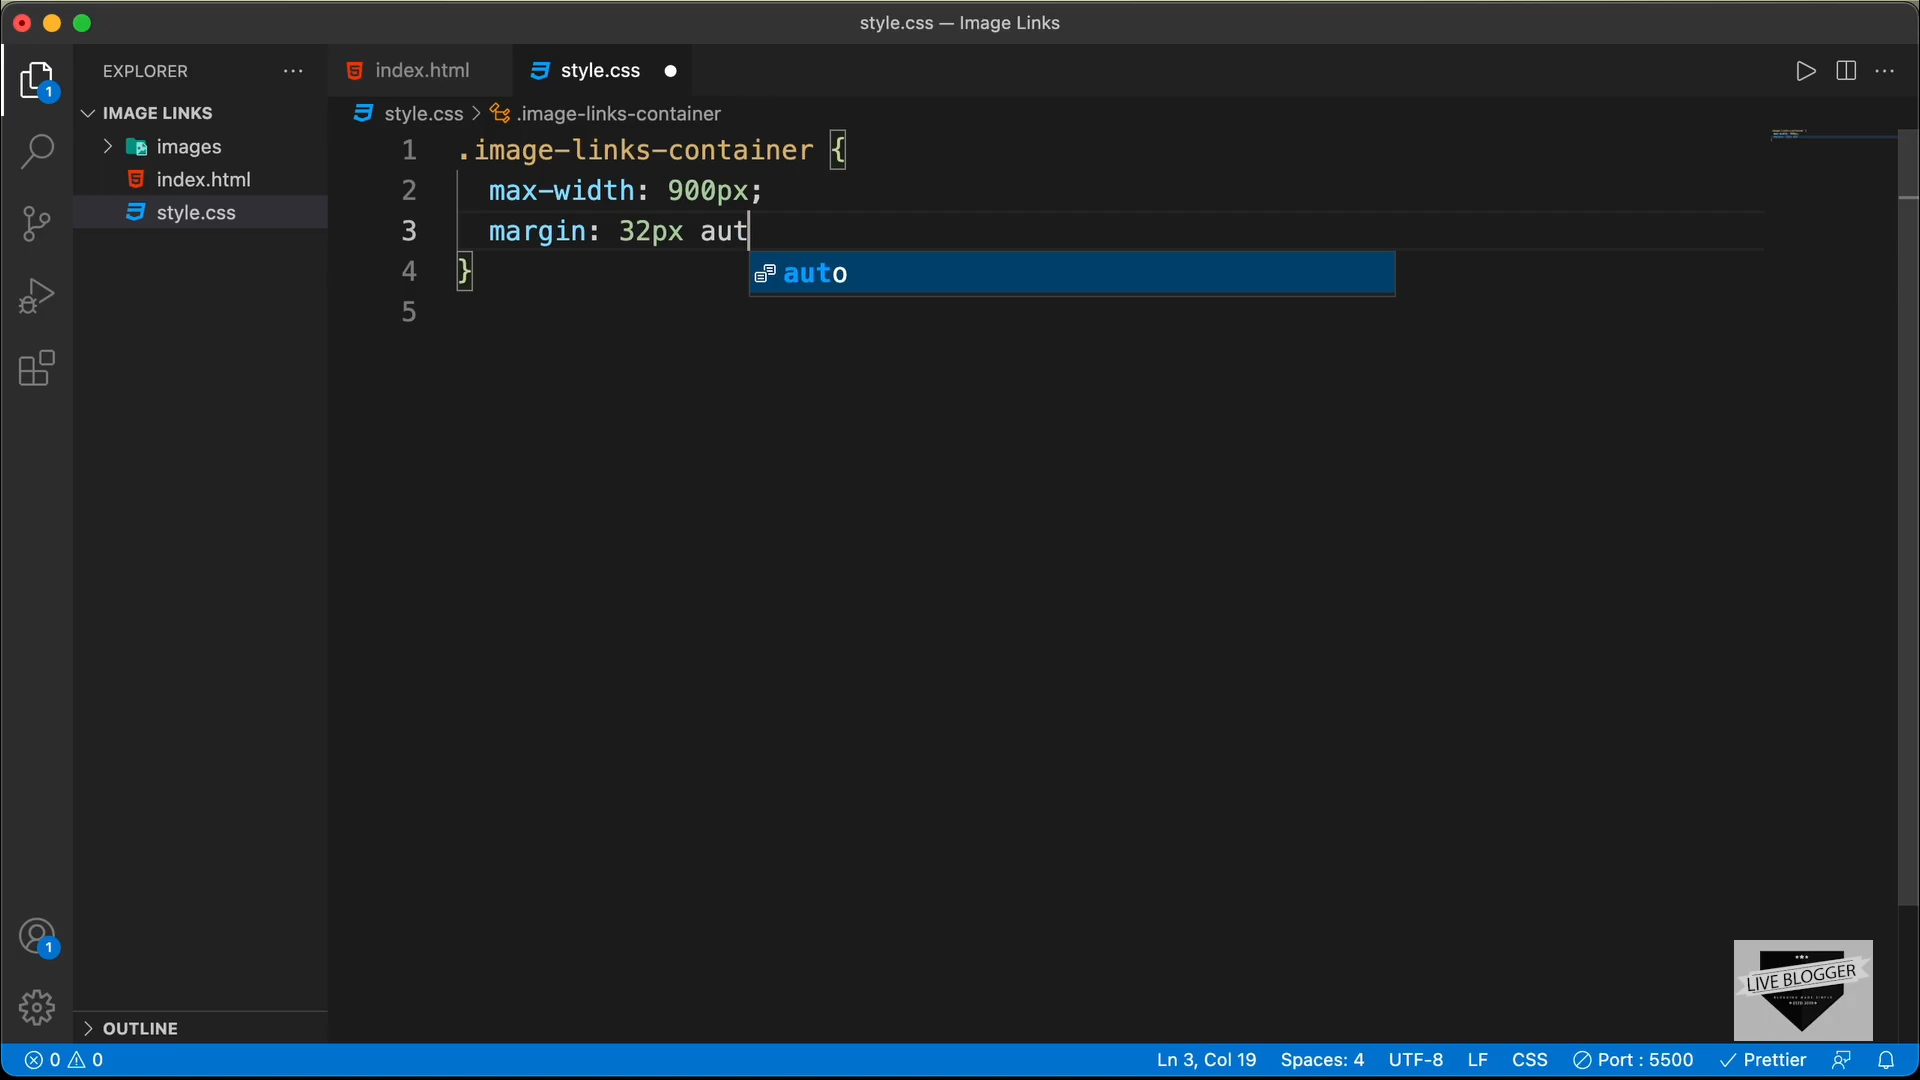 style.css — Image Links
EXPLORER
index.html
style.css
IMAGE LINKS
images
index.html
style.css
style.css > .image-links-container
1 .image-links-container {
2 max-width: 900px;
3 margin: 32px aut
auto
4 }
5
1
1
OUTLINE
LIVE BLOGGER
0 0
Ln 3, Col 19 Spaces: 4 UTF-8 LF CSS Port : 5500 Prettier